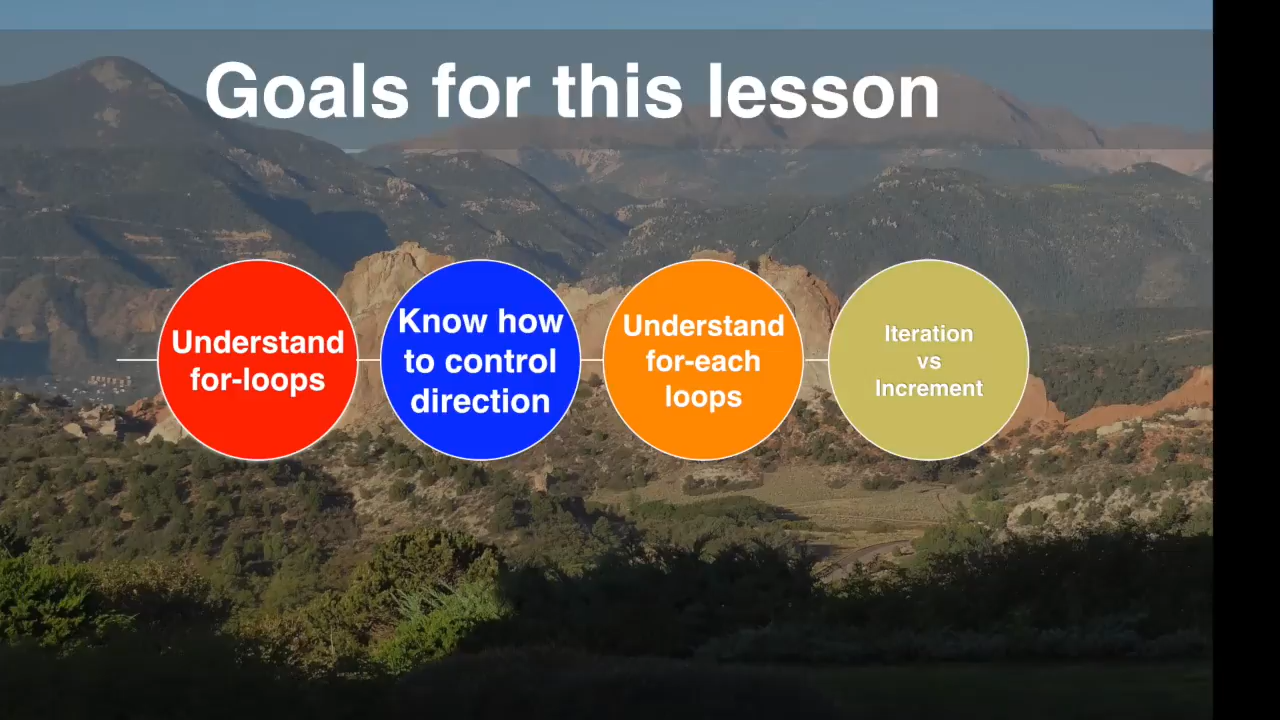 Goals for this lesson
Understand
for-loops
Know how
to control
direction
Understand
for-each
loops
Iteration
vs
Increment